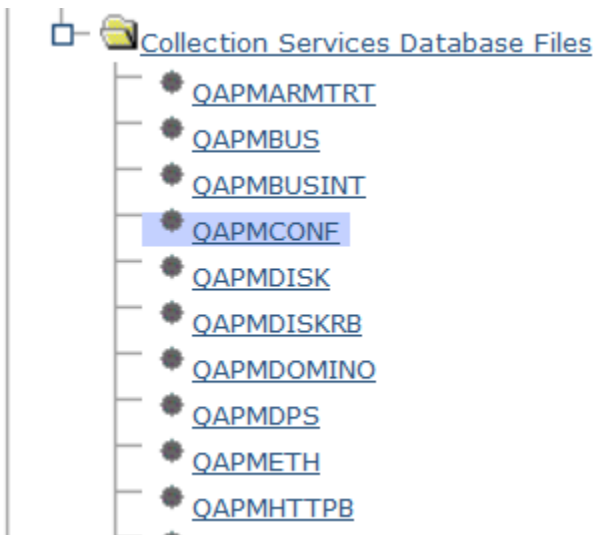 Collection Services Database Files
QAPMARMTRT
QAPMBUS
QAPMBUSINT
QAPMCONF
QAPMDISK
QAPMDISKRB
QAPMDOMINO
QAPMDPS
QAPMETH
QAPMHTTPB